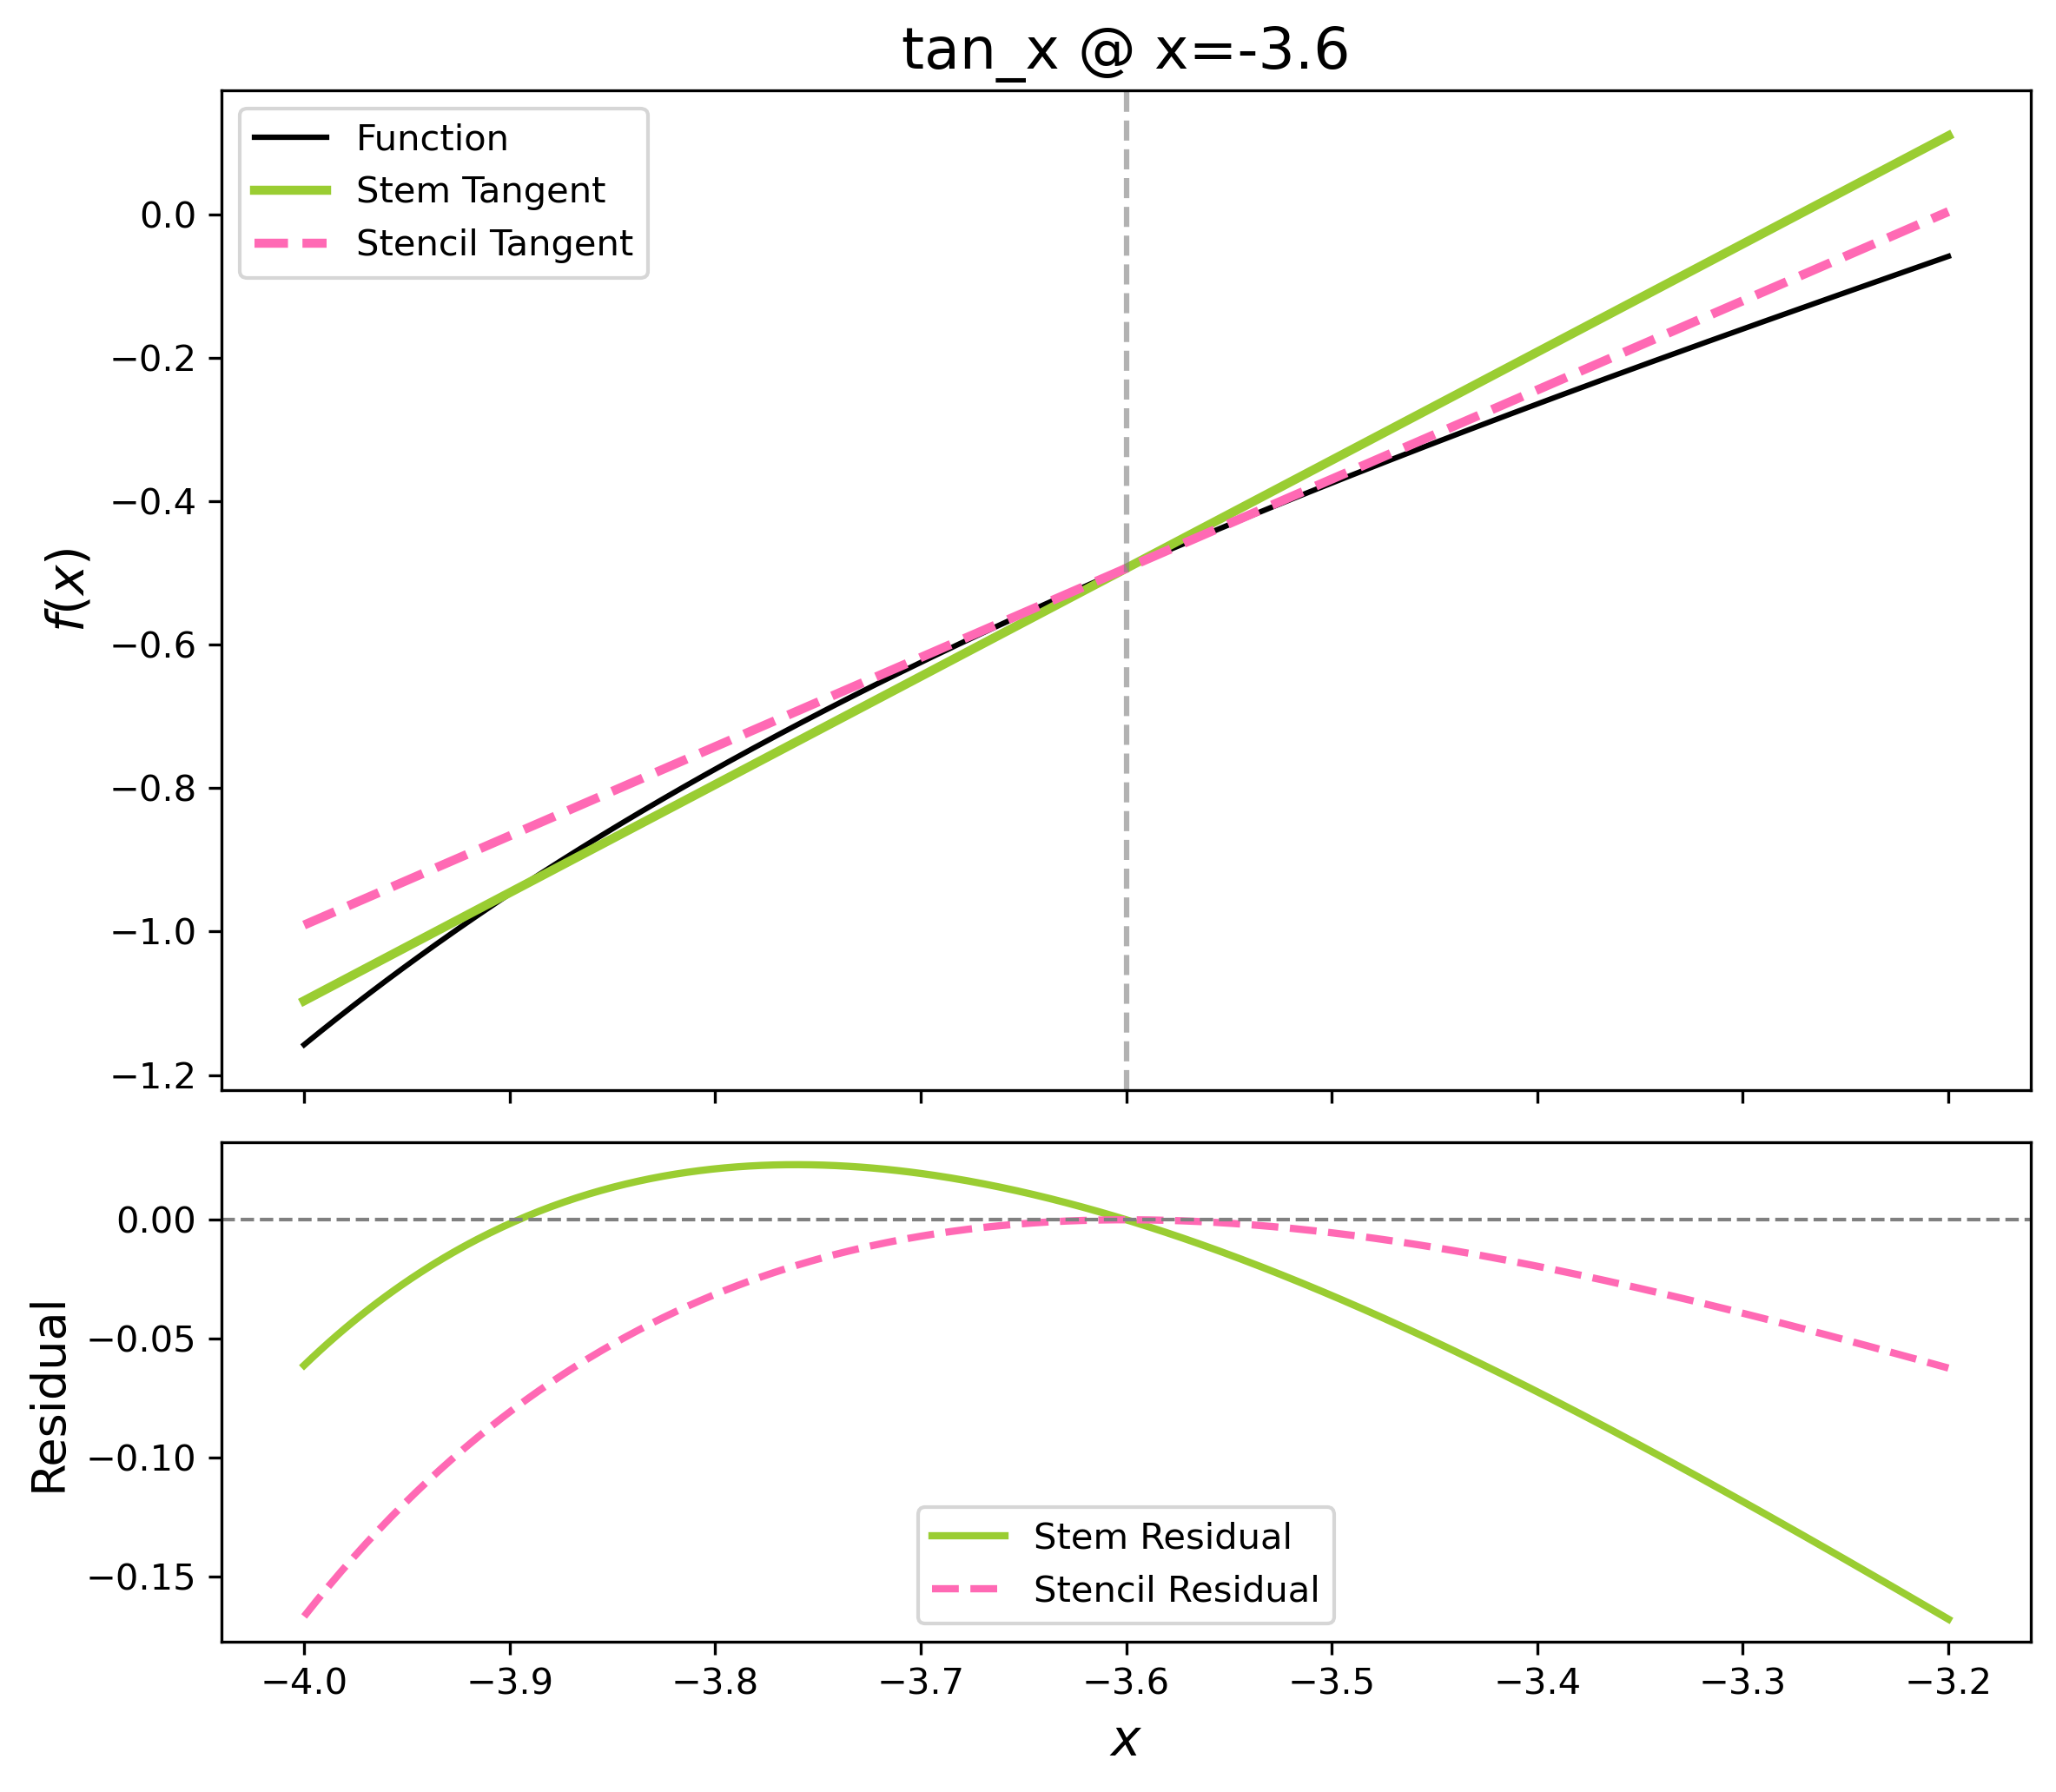 tan_x @ x=-3.6
Function
Stem Tangent
Stencil Tangent
f(x)
0.0
−0.2
−0.4
−0.6
−0.8
−1.0
−1.2
Residual
0.00
−0.05
−0.10
−0.15
Stem Residual
Stencil Residual
−4.0 −3.9 −3.8 −3.7 −3.6 −3.5 −3.4 −3.3 −3.2
x